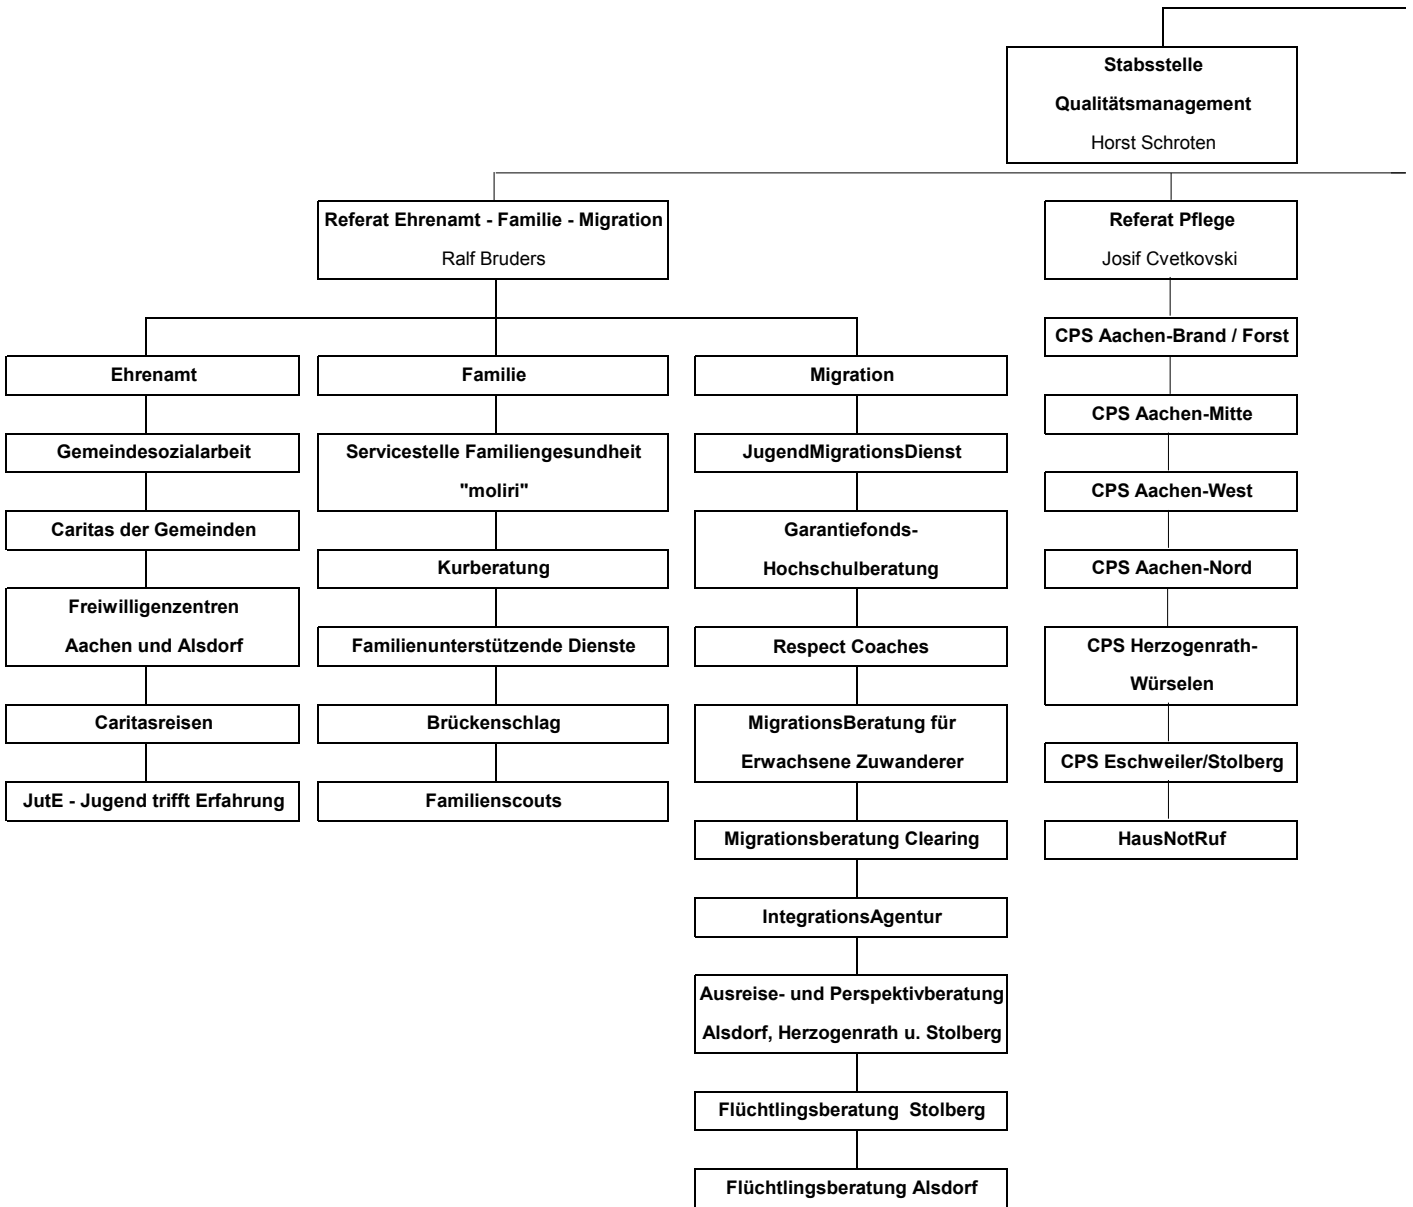 Stabsstelle
Qualitätsmanagement
Horst Schroten
Referat Ehrenamt - Familie - Migration
Ralf Bruders
Referat Pflege
Josif Cvetkovski
Ehrenamt
Gemeindesozialarbeit
Caritas der Gemeinden
Freiwilligenzentren
Aachen und Alsdorf
Caritasreisen
JutE - Jugend trifft Erfahrung
Familie
Servicestelle Familiengesundheit
"moliri"
Kurberatung
Familienunterstützende Dienste
Brückenschlag
Familienscouts
Migration
JugendMigrationsDienst
Garantiefonds-
Hochschulberatung
Respect Coaches
MigrationsBeratung für
Erwachsene Zuwanderer
Migrationsberatung Clearing
IntegrationsAgentur
Ausreise- und Perspektivberatung
Alsdorf, Herzogenrath u. Stolberg
Flüchtlingsberatung  Stolberg
Flüchtlingsberatung Alsdorf
CPS Aachen-Brand / Forst
CPS Aachen-Mitte
CPS Aachen-West
CPS Aachen-Nord
CPS Herzogenrath-
Würselen
CPS Eschweiler/Stolberg
HausNotRuf